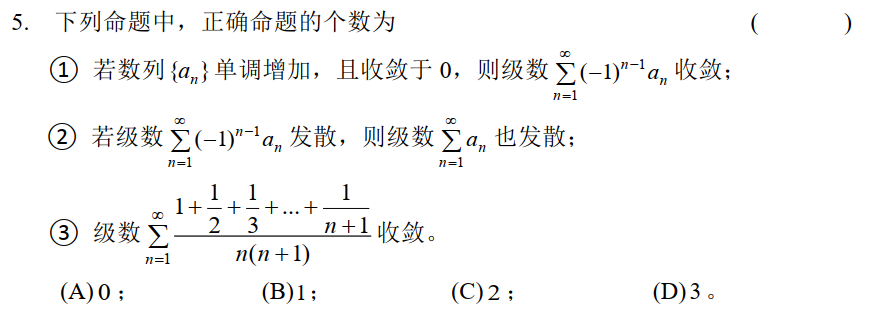 5. 下列命题中，正确命题的个数为 ( )
① 若数列 {aₙ} 单调增加，且收敛于 0，则级数 $\sum_{n=1}^{\infty}(-1)^{n-1}a_n$ 收敛；
② 若级数 $\sum_{n=1}^{\infty}(-1)^{n-1}a_n$ 发散，则级数 $\sum_{n=1}^{\infty}a_n$ 也发散；
③ 级数 $\sum_{n=1}^{\infty}\frac{1+\frac{1}{2}+\frac{1}{3}+...+\frac{1}{n+1}}{n(n+1)}$ 收敛。
(A) 0； (B) 1； (C) 2； (D) 3。